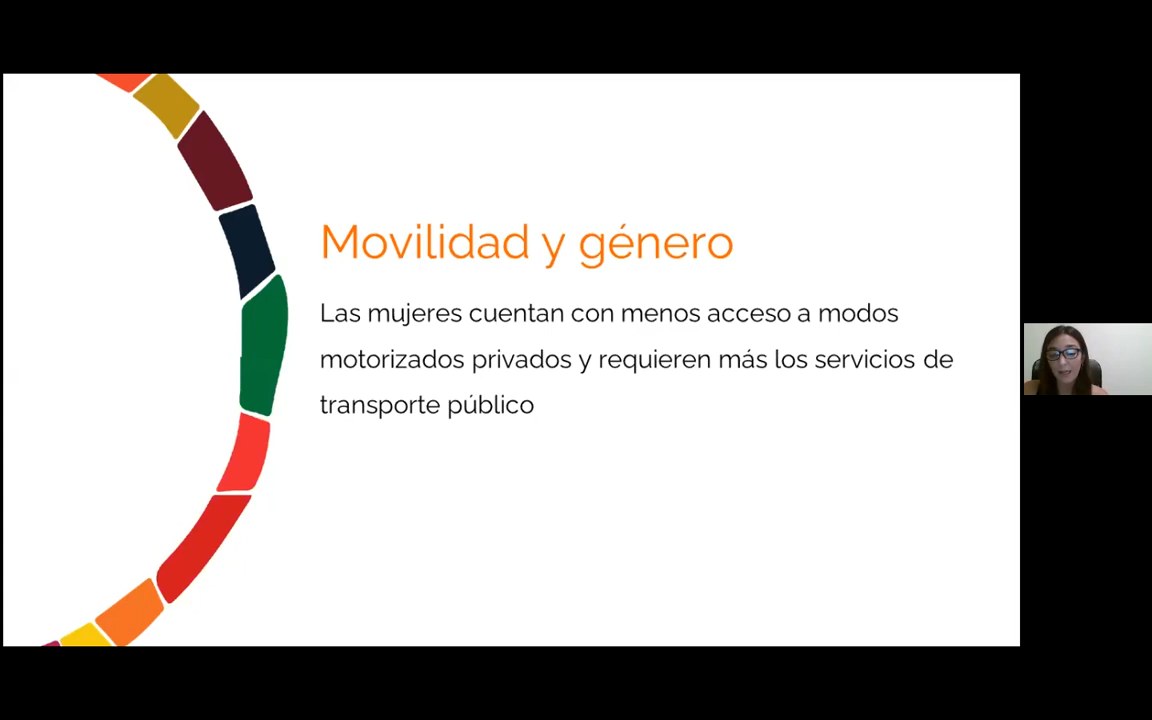 Movilidad y género
Las mujeres cuentan con menos acceso a modos
motorizados privados y requieren más los servicios de
transporte público